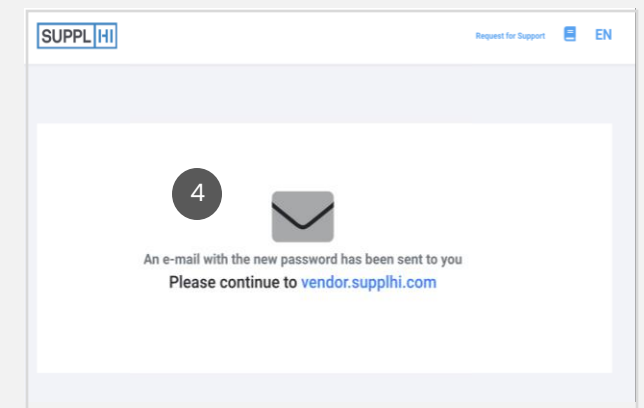 SUPPL HI
Request for Support EN
4
An e-mail with the new password has been sent to you
Please continue to vendor.supplhi.com